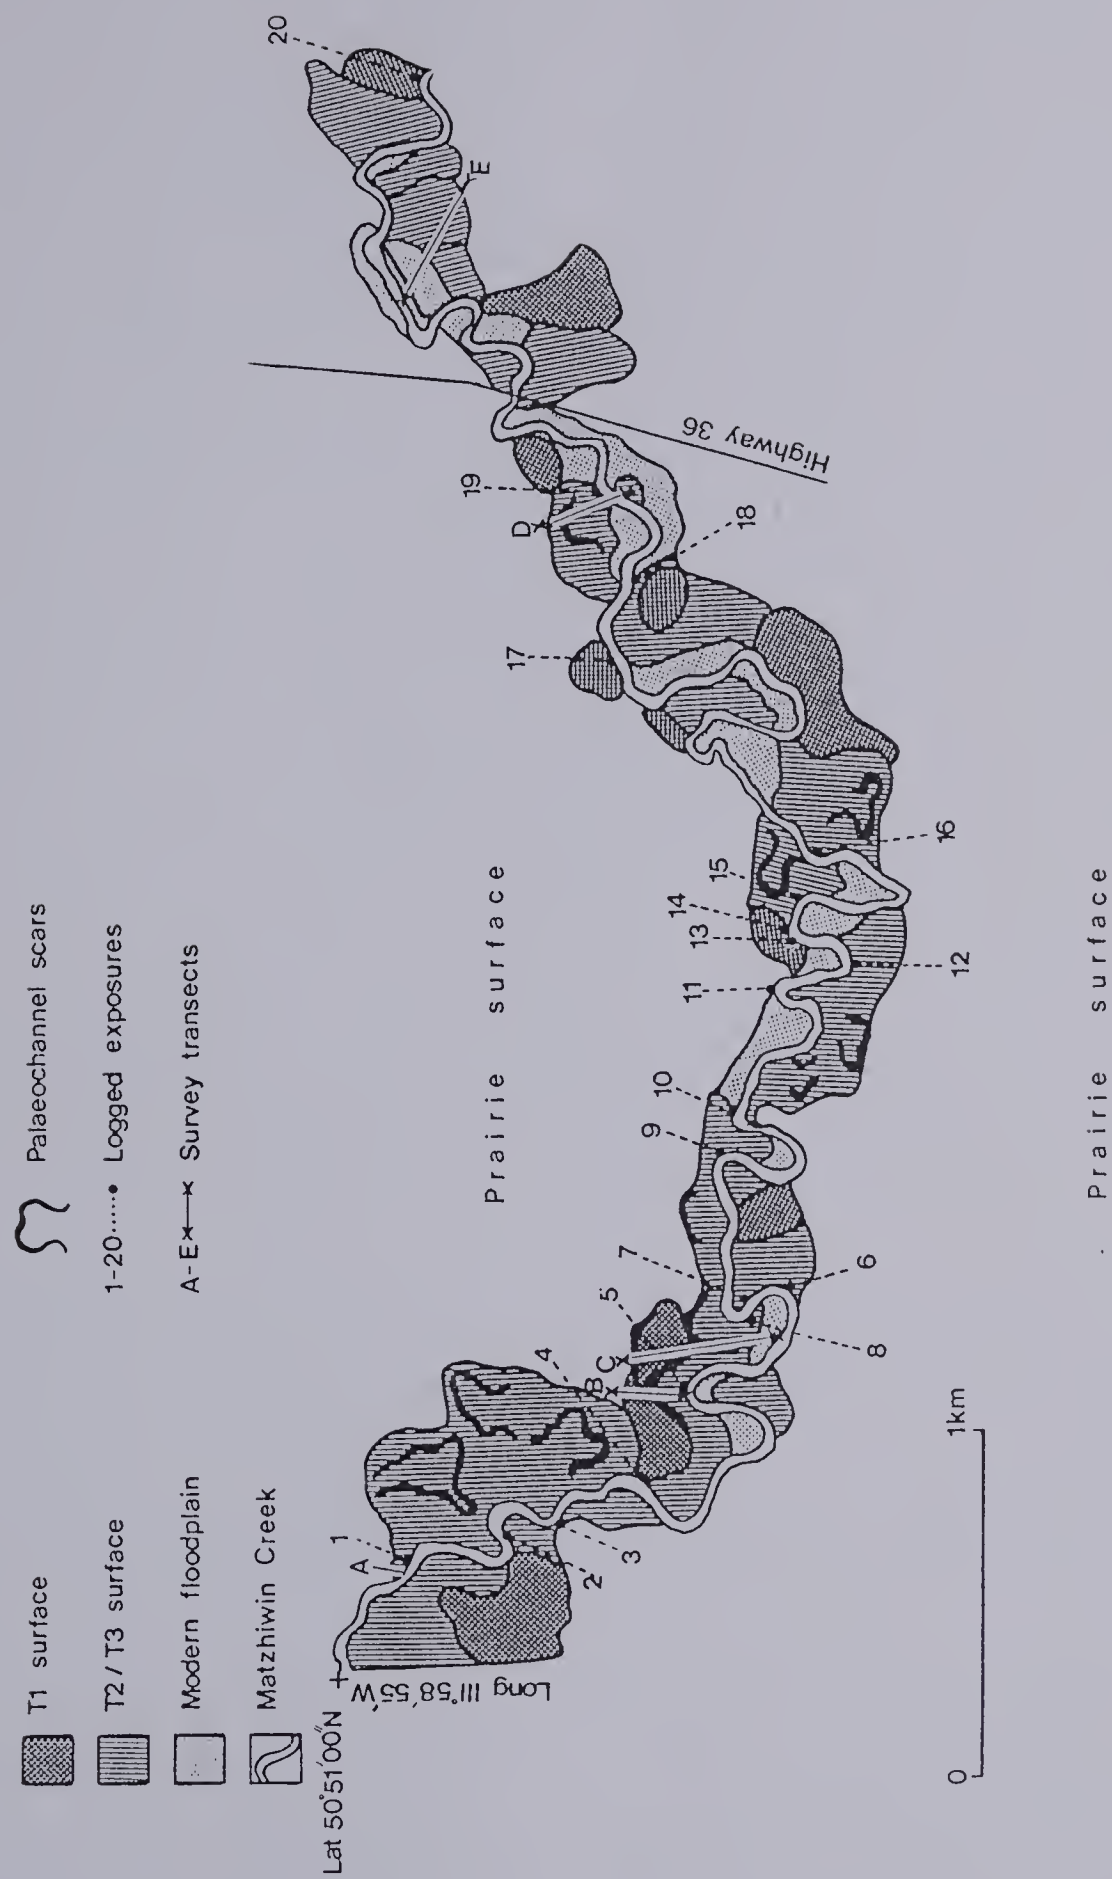 T1 surface
T2/T3 surface
Modern floodplain
Matzhiwin Creek
Palaeochannel scars
1-20 Logged exposures
A-E Survey transects
Lat 50°51'00"N
Long 111°58'55"W
A
1
2
3
4
B
C
5
6
7
8
9
10
11
12
13
14
15
16
17
18
19
D
E
20
Highway 36
Prairie surface
Prairie surface
0
1km